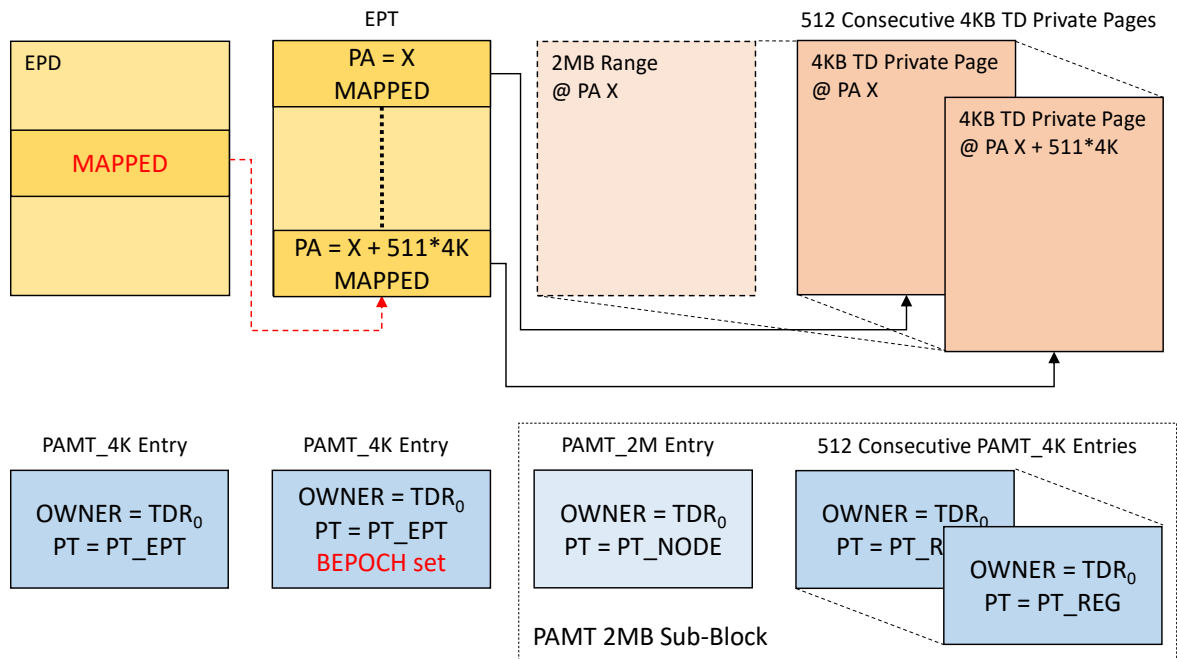 EPT
512 Consecutive 4KB TD Private Pages
EPD
MAPPED
PA = X
MAPPED
PA = X + 511*4K
MAPPED
2MB Range
@ PA X
4KB TD Private Page
@ PA X
4KB TD Private Page
@ PA X + 511*4K
PAMT_4K Entry
OWNER = TDR₀
PT = PT_EPT
PAMT_4K Entry
OWNER = TDR₀
PT = PT_EPT
BEPOCH set
PAMT_2M Entry
OWNER = TDR₀
PT = PT_NODE
512 Consecutive PAMT_4K Entries
OWNER = TDR₀
PT = PT_R
OWNER = TDR₀
PT = PT_REG
PAMT 2MB Sub-Block